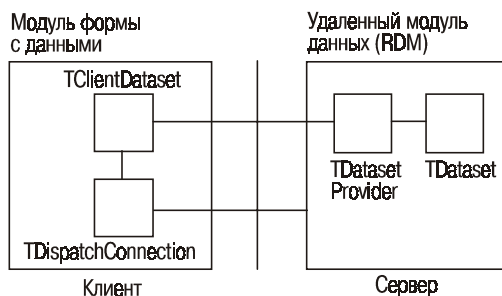 Модуль формы
с данными
Удаленный модуль
данных (RDM)
TClientDataset
TDataset
Provider
TDataset
TDispatchConnection
Клиент
Сервер